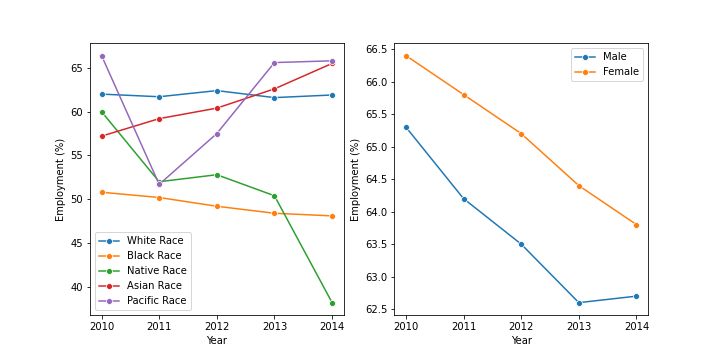 65
60
55
50
45
40
Employment (%)
White Race
Black Race
Native Race
Asian Race
Pacific Race
2010 2011 2012 2013 2014
Year
66.5
66.0
65.5
65.0
64.5
64.0
63.5
63.0
62.5
Employment (%)
Male
Female
2010 2011 2012 2013 2014
Year